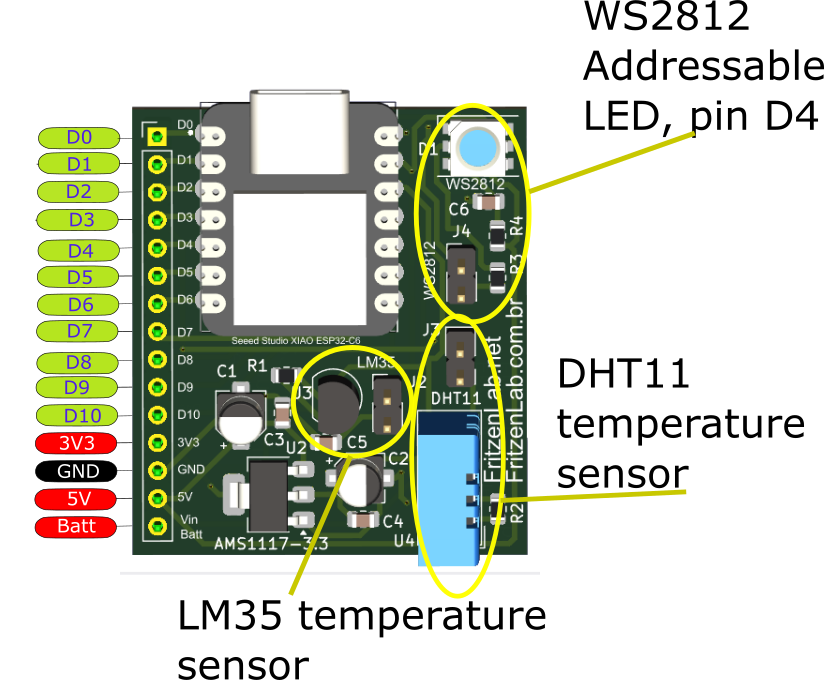 WS2812
Addressable
LED, pin D4
D0
D1
D2
D3
D4
D5
D6
D7
D8
D9
D10
3V3
GND
5V
Batt
D0
D1
D2
D3
D4
D5
D6
D7
D8
D9
D10
3V3
GND
5V
Vin
Batt
Seeed Studio XIAO ESP32-C6
D1
WS2812
C6
R4
J4
R3
WS2812
J3
DHT11
FritzenLab.net
FritzenLab.com.br
LM35
J2
J3
R1
C1
C3
C5
U2
C2
C4
AMS1117-3.3
U4
R2
+
+
DHT11
temperature
sensor
LM35 temperature
sensor